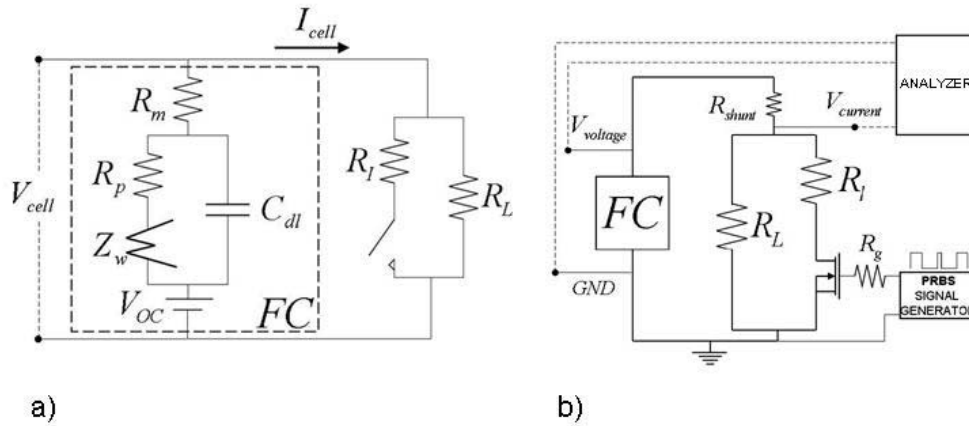 I_cell
R_m
R_p
C_dl
Z_w
V_OC
FC
V_cell
R_I
R_L
a)
ANALYZER
R_shunt
V_current
V_voltage
FC
R_L
R_l
R_g
GND
PRBS
SIGNAL
GENERATOR
b)